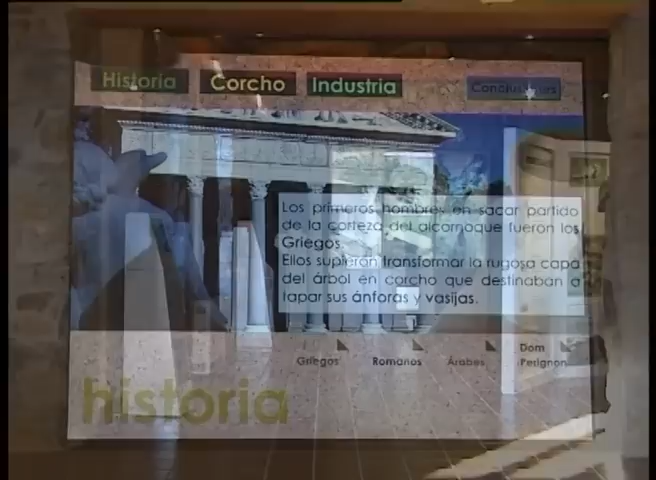 Historia Corcho Industria Conclusiones
Los primeros hombres en sacar partido
de la corteza del alcornoque fueron los
Griegos.
Ellos supieran transformar la rugosa capa
del árbol en corcho que destinaban a
tapar sus ánforas y vasijas.
Griegos Romanos Árabes Dom
Perignon
historia